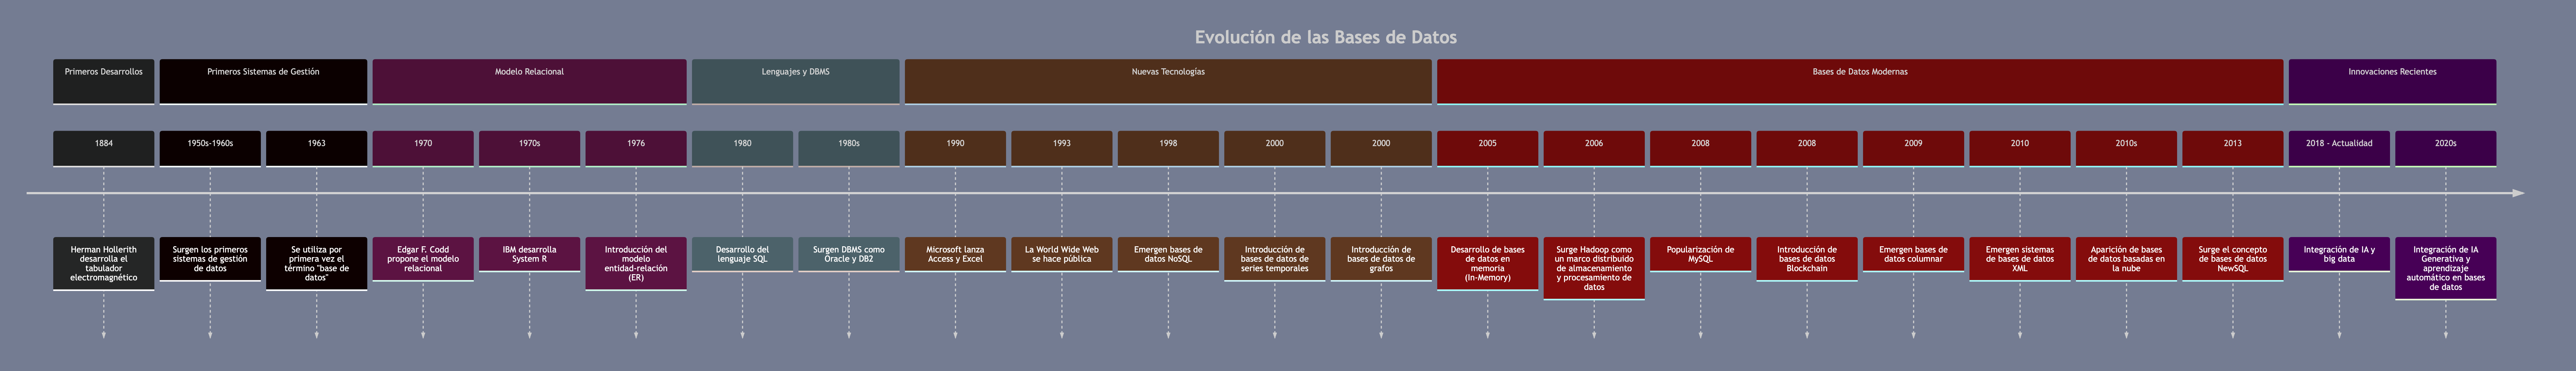 Evolución de las Bases de Datos
Primeros Desarrollos
Primeros Sistemas de Gestión
Modelo Relacional
Lenguajes y DBMS
Nuevas Tecnologías
Bases de Datos Modernas
Innovaciones Recientes
1884
1950s-1960s
1963
1970
1970s
1976
1980
1980s
1990
1993
1998
2000
2000
2005
2006
2008
2008
2009
2010
2010s
2013
2018 - Actualidad
2020s
Herman Hollerith
desarrolla el
tabulador
electromagnético
Surgen los primeros
sistemas de gestión
de datos
Se utiliza por
primera vez el
término "base de
datos"
Edgar F. Codd
propone el modelo
relacional
IBM desarrolla
System R
Introducción del
modelo
entidad-relación
(ER)
Desarrollo del
lenguaje SQL
Surgen DBMS como
Oracle y DB2
Microsoft lanza
Access y Excel
La World Wide Web
se hace pública
Emergen bases de
datos NoSQL
Introducción de
bases de datos de
series temporales
Introducción de
bases de datos de
grafos
Desarrollo de bases
de datos en
memoria
(In-Memory)
Surge Hadoop como
un marco distribuido
de almacenamiento
y procesamiento de
datos
Popularización de
MySQL
Introducción de
bases de datos
Blockchain
Emergen bases de
datos columnar
Emergen sistemas
de bases de datos
XML
Aparición de bases
de datos basadas en
la nube
Surge el concepto
de bases de datos
NewSQL
Integración de IA y
big data
Integración de IA
Generativa y
aprendizaje
automático en bases
de datos